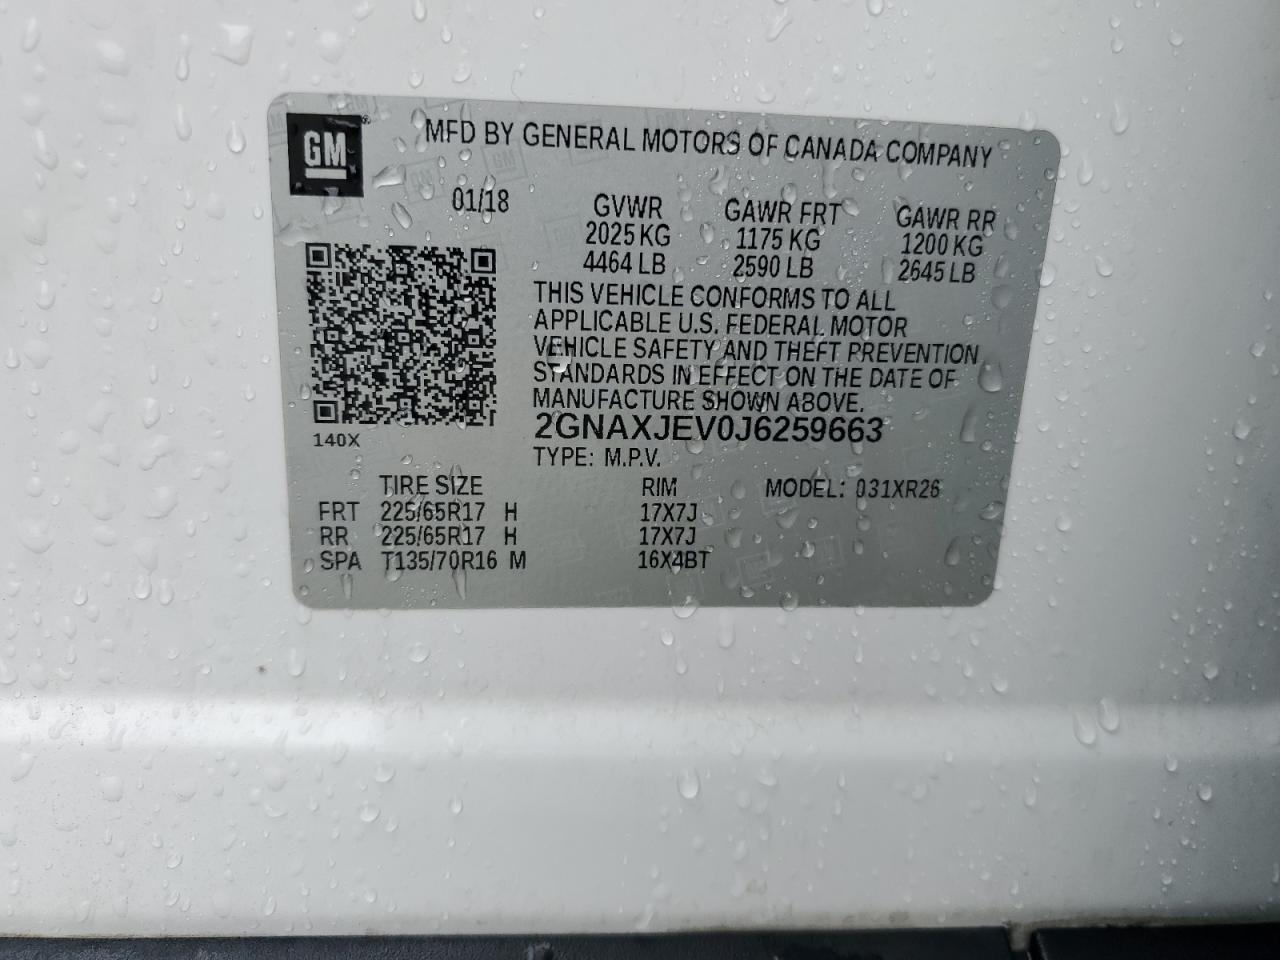 GM
MFD BY GENERAL MOTORS OF CANADA COMPANY
01/18
GVWR GAWR FRT GAWR RR
2025 KG 1175 KG 1200 KG
4464 LB 2590 LB 2645 LB
THIS VEHICLE CONFORMS TO ALL
APPLICABLE U.S. FEDERAL MOTOR
VEHICLE SAFETY AND THEFT PREVENTION
STANDARDS IN EFFECT ON THE DATE OF
MANUFACTURE SHOWN ABOVE.
140X
2GNAXJEV0J6259663
TYPE: M.P.V.
TIRE SIZE RIM MODEL: 031XR26
FRT 225/65R17 H 17X7J
RR 225/65R17 H 17X7J
SPA T135/70R16 M 16X4BT